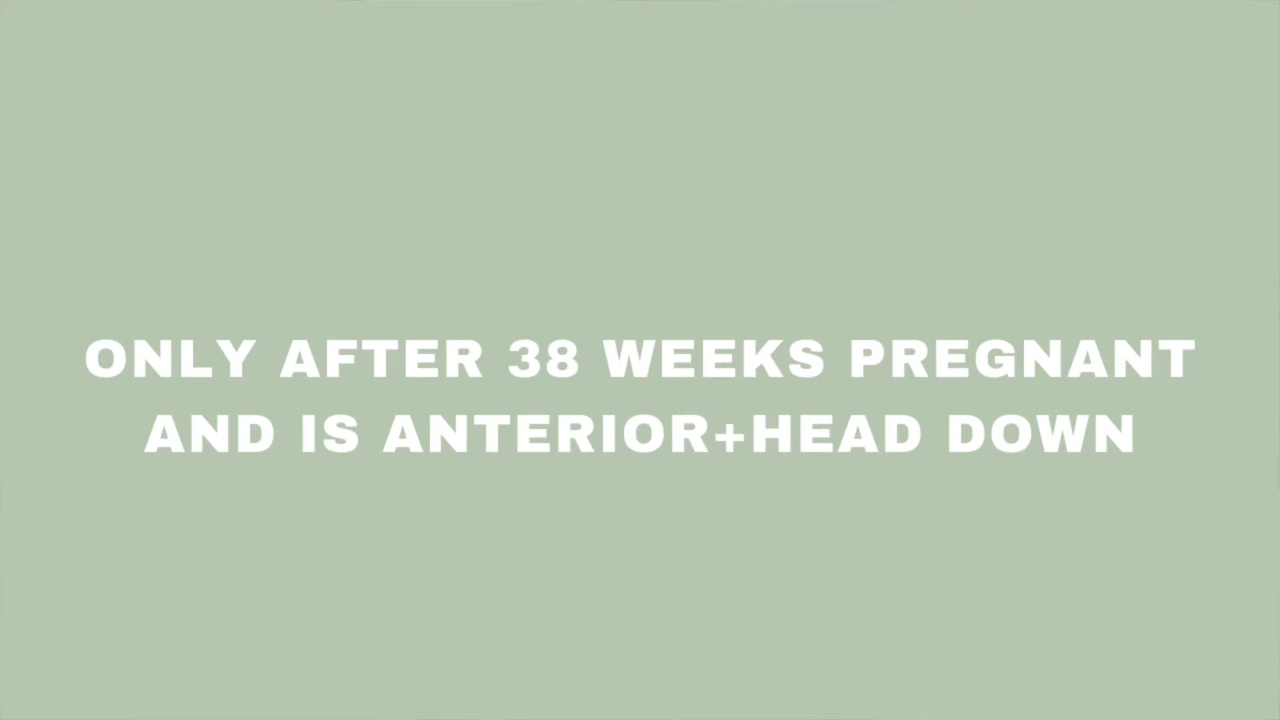 ONLY AFTER 38 WEEKS PREGNANT
AND IS ANTERIOR+HEAD DOWN